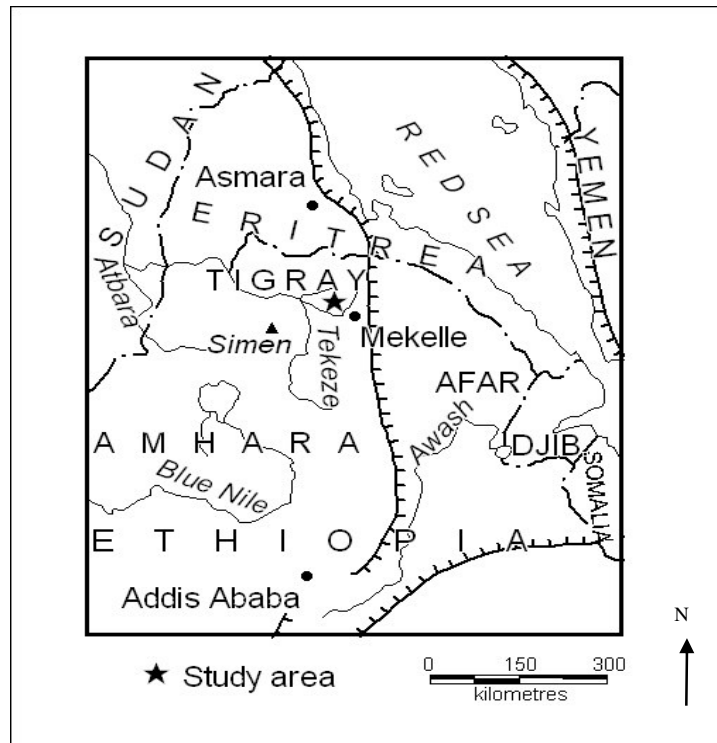 SUDAN
RED SEA
YEMEN
Asmara
ERITREA
Atbara
TIGRAY
Mekelle
Simen
Tekeze
AFAR
Awash
AMHARA
DJIB
SOMALIA
Blue Nile
ETHIOPIA
Addis Ababa
N
Study area
0 150 300
kilometres